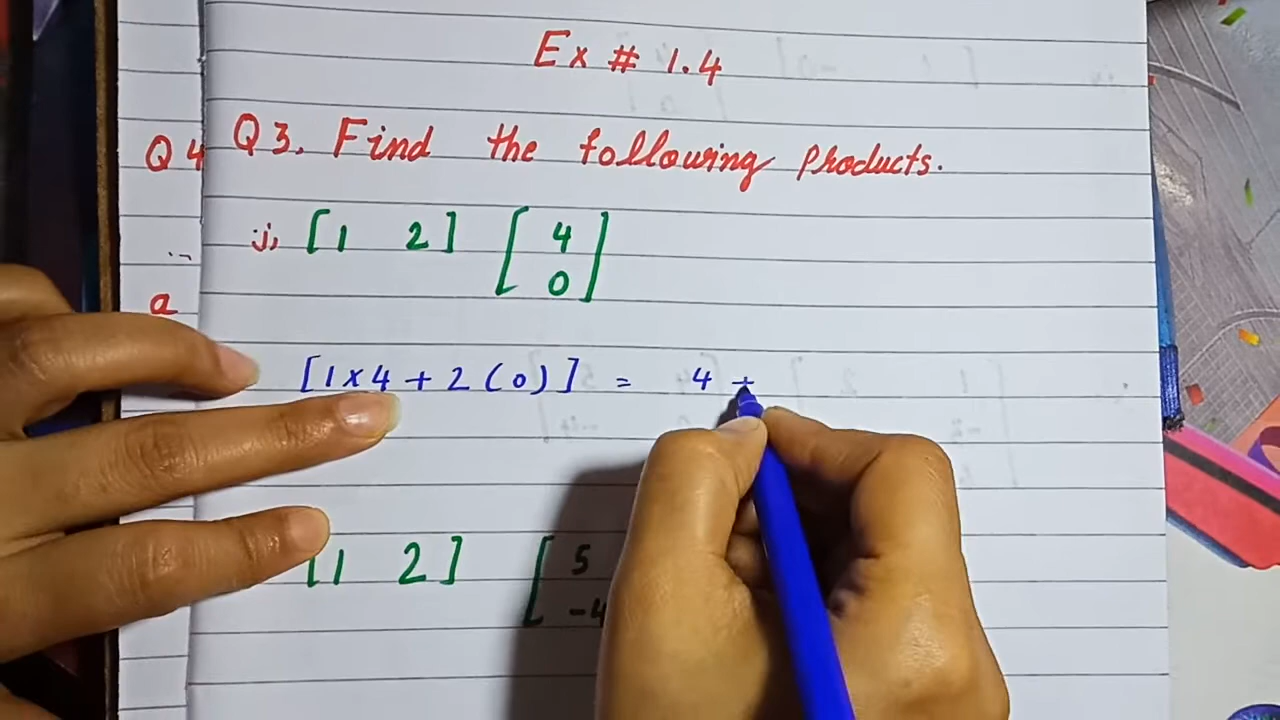 Ex # 1.4
Q4
Q3. Find the following Products.
i, [1 2] [4
0]
a
[1×4+2(0)] = 4 +
[1 2] [5
-4